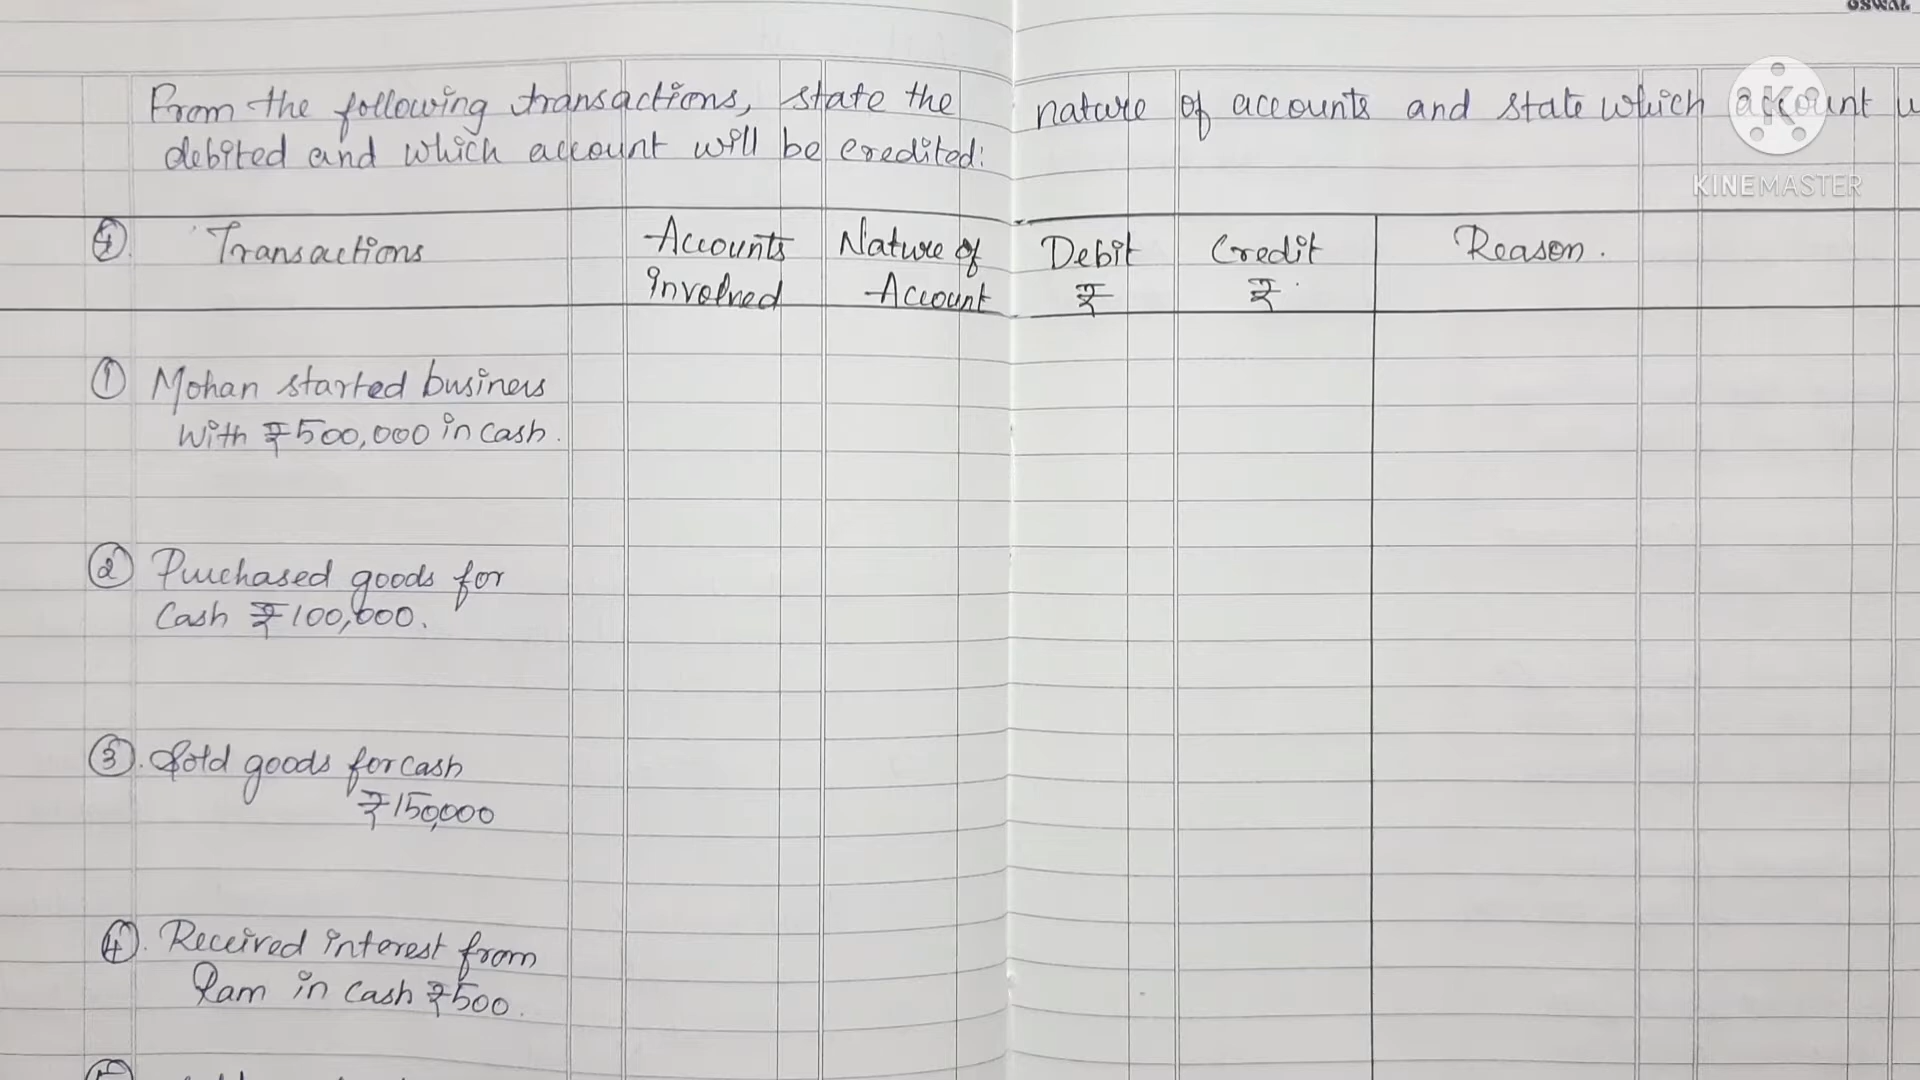 OSWAL
From the following transactions, state the nature of accounts and state which account
debited and which account will be credited:
KINEMASTER
Transactions
Accounts Involved
Nature of Account
Debit ₹
Credit ₹
Reason.
① Mohan started business
with ₹500,000 in cash.
② Purchased goods for
Cash ₹100,000.
③. Sold goods for cash
₹150,000
④. Received interest from
Ram in cash ₹500.